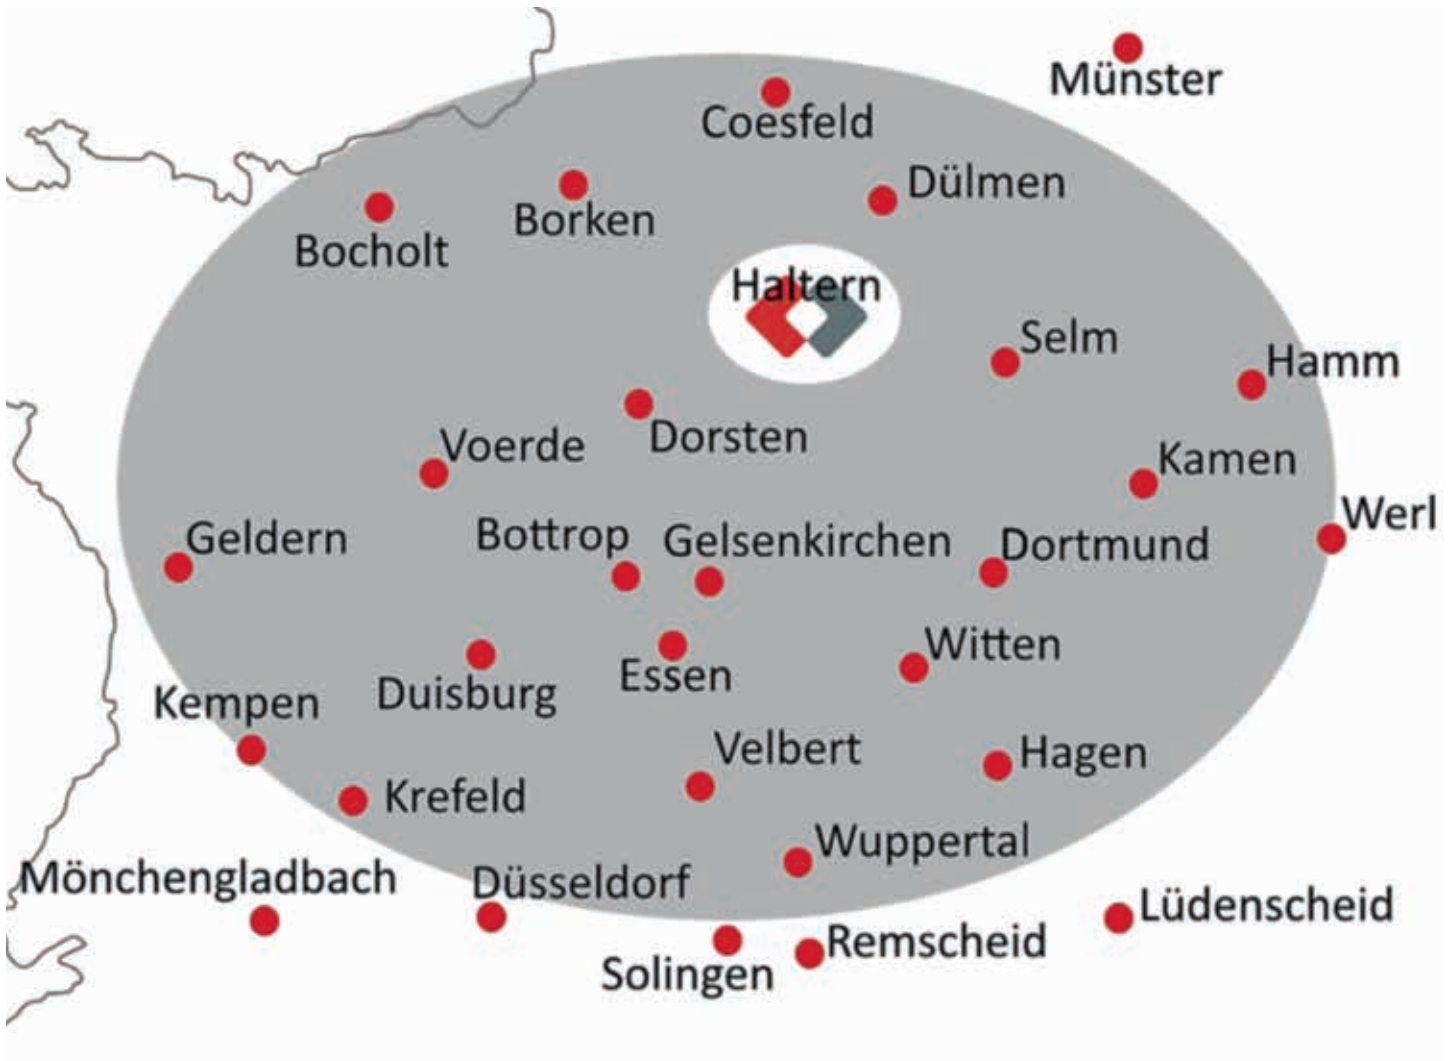 Münster
Coesfeld
Dülmen
Borken
Bocholt
Haltern
Selm
Hamm
Dorsten
Voerde
Kamen
Werl
Geldern
Bottrop
Gelsenkirchen
Dortmund
Witten
Essen
Duisburg
Kempen
Velbert
Hagen
Krefeld
Wuppertal
Mönchengladbach
Düsseldorf
Lüdenscheid
Remscheid
Solingen